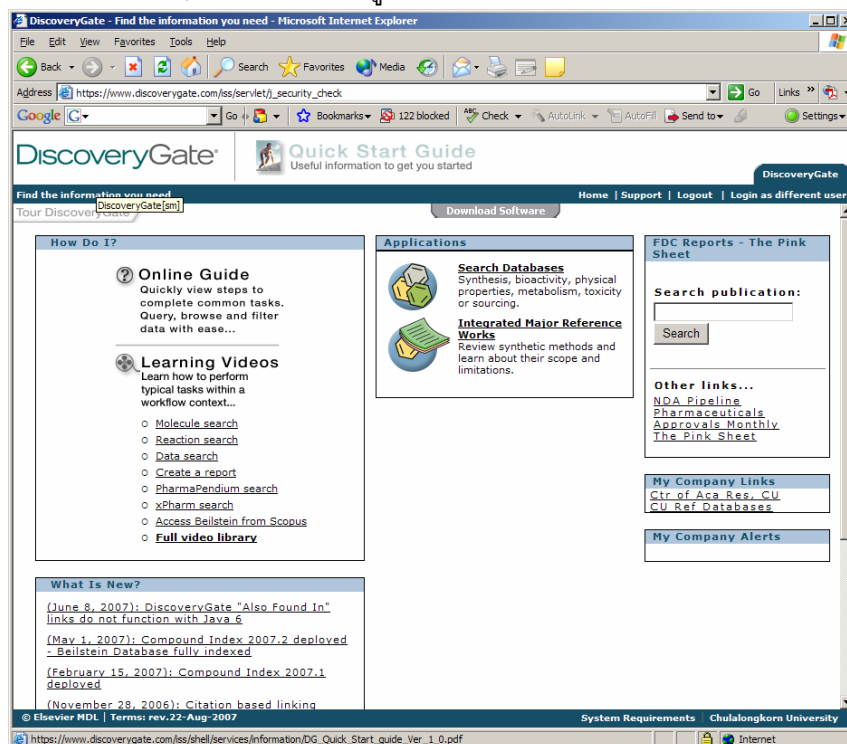 DiscoveryGate - Find the information you need - Microsoft Internet Explorer
File Edit View Favorites Tools Help
Back Search Favorites Media
Address https://www.discoverygate.com/iss/servlet/j_security_check Go Links »
Google G Go Bookmarks 122 blocked Check AutoLink AutoFill Send to Settings
DiscoveryGate® Quick Start Guide
Useful information to get you started
DiscoveryGate
Find the information you need Home | Support | Logout | Login as different user
DiscoveryGate[sm]
Tour DiscoveryGate Download Software
How Do I?
Online Guide
Quickly view steps to
complete common tasks.
Query, browse and filter
data with ease...
Learning Videos
Learn how to perform
typical tasks within a
workflow context...
Molecule search
Reaction search
Data search
Create a report
PharmaPendium search
xPharm search
Access Beilstein from Scopus
Full video library
What Is New?
(June 8, 2007): DiscoveryGate "Also Found In"
links do not function with Java 6
(May 1, 2007): Compound Index 2007.2 deployed
- Beilstein Database fully indexed
(February 15, 2007): Compound Index 2007.1
deployed
(November 28, 2006): Citation based linking
Applications
Search Databases
Synthesis, bioactivity, physical
properties, metabolism, toxicity
or sourcing.
Integrated Major Reference
Works
Review synthetic methods and
learn about their scope and
limitations.
FDC Reports - The Pink
Sheet
Search publication:
Search
Other links...
NDA Pipeline
Pharmaceuticals
Approvals Monthly
The Pink Sheet
My Company Links
Ctr of Aca Res, CU
CU Ref Databases
My Company Alerts
© Elsevier MDL | Terms: rev.22-Aug-2007 System Requirements | Chulalongkorn University
https://www.discoverygate.com/iss/shell/services/information/DG_Quick_Start_guide_Ver_1_0.pdf Internet